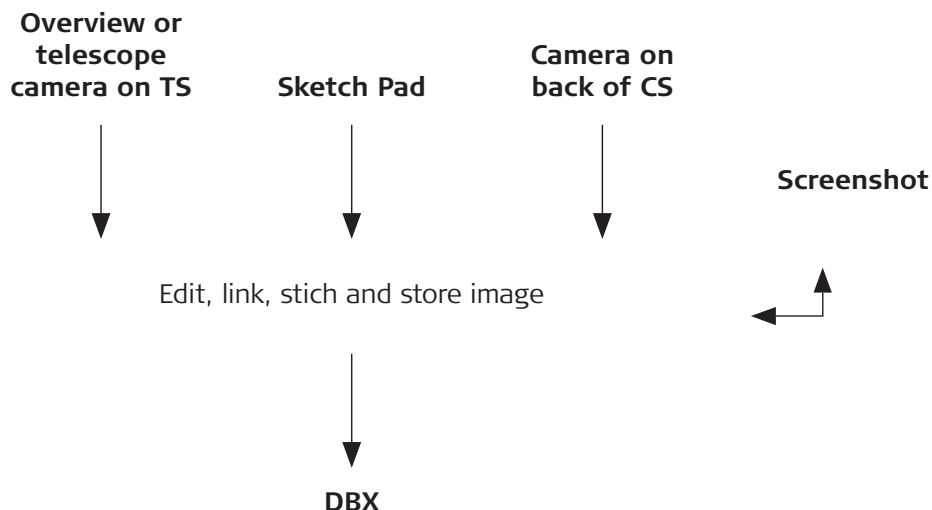 Overview or
telescope
camera on TS
Sketch Pad
Camera on
back of CS
Screenshot
Edit, link, stich and store image
DBX